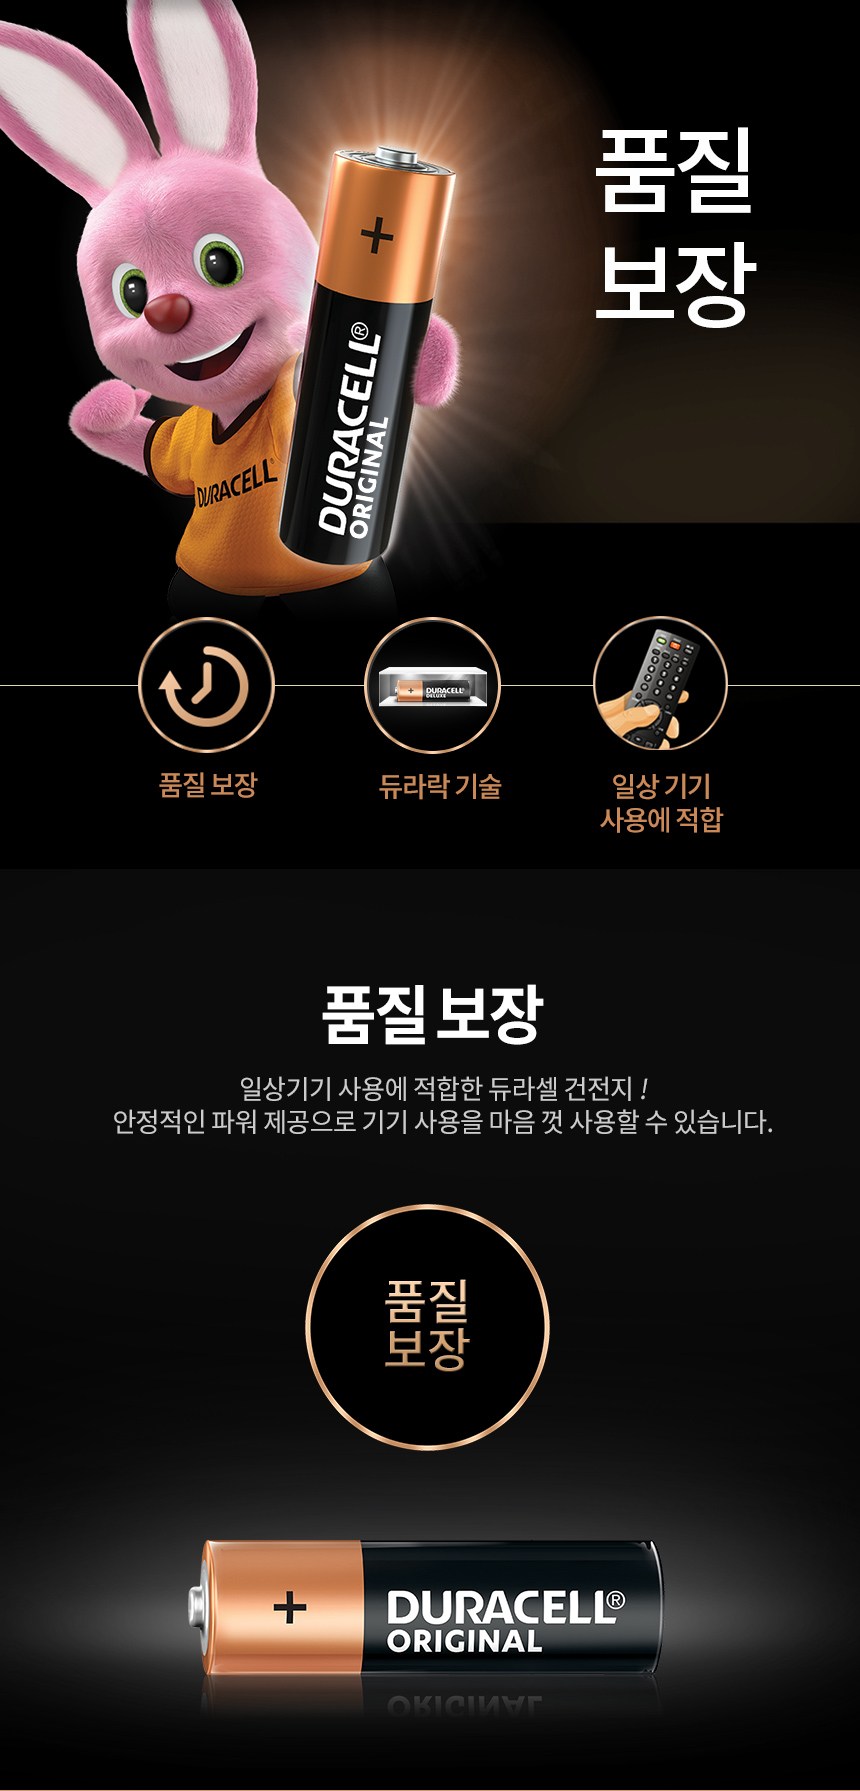 품질
보장
+
DURACELL®
ORIGINAL
DURACELL
+
DURACELL
DELUXE
품질 보장
듀라락 기술
일상 기기
사용에 적합
품질 보장
일상기기 사용에 적합한 듀라셀 건전지 !
안정적인 파워 제공으로 기기 사용을 마음 껏 사용할 수 있습니다.
품질
보장
+
DURACELL®
ORIGINAL